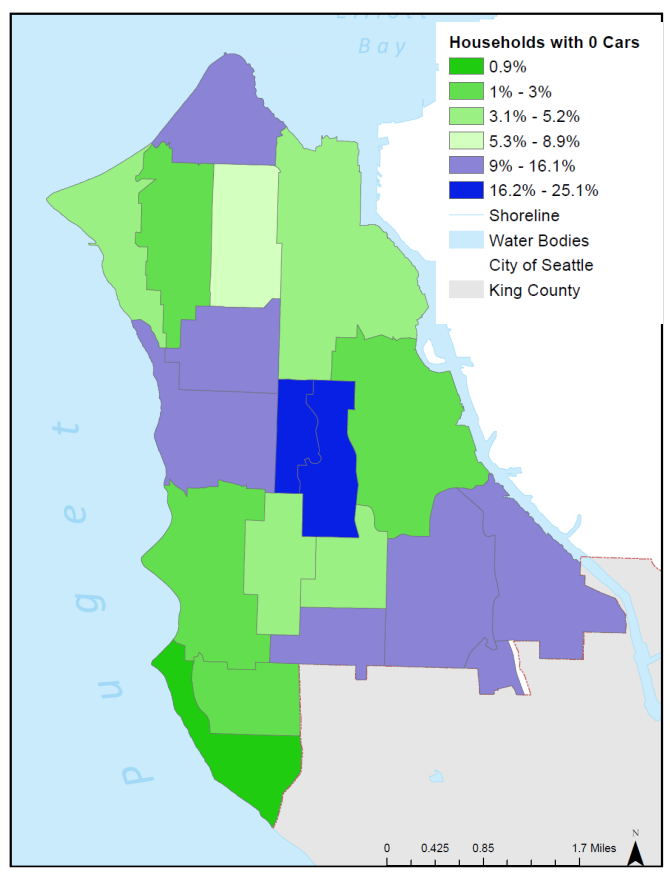 Bay
Households with 0 Cars
0.9%
1% - 3%
3.1% - 5.2%
5.3% - 8.9%
9% - 16.1%
16.2% - 25.1%
Shoreline
Water Bodies
City of Seattle
King County
Puget
N
0 0.425 0.85 1.7 Miles